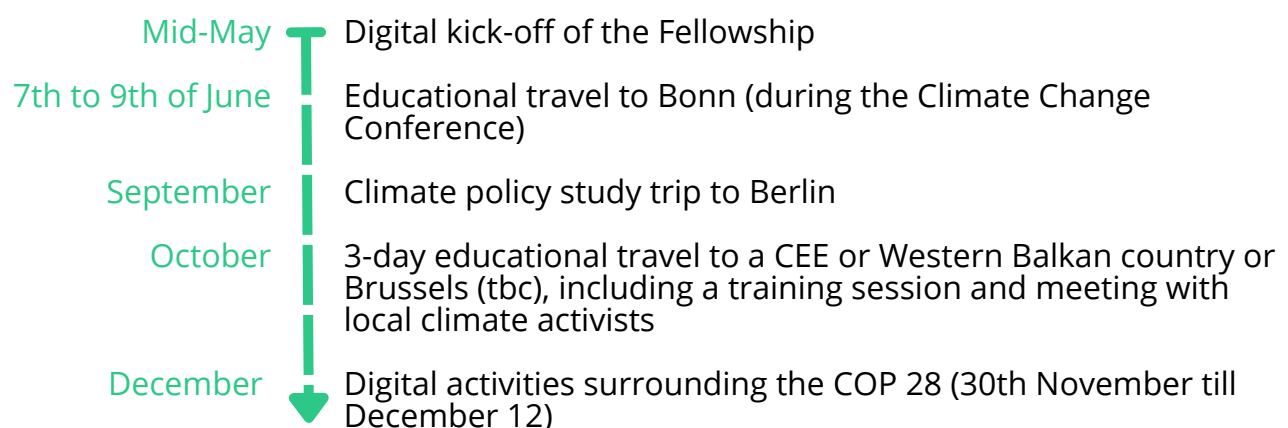 Mid-May Digital kick-off of the Fellowship
7th to 9th of June Educational travel to Bonn (during the Climate Change
Conference)
September Climate policy study trip to Berlin
October 3-day educational travel to a CEE or Western Balkan country or
Brussels (tbc), including a training session and meeting with
local climate activists
December Digital activities surrounding the COP 28 (30th November till
December 12)